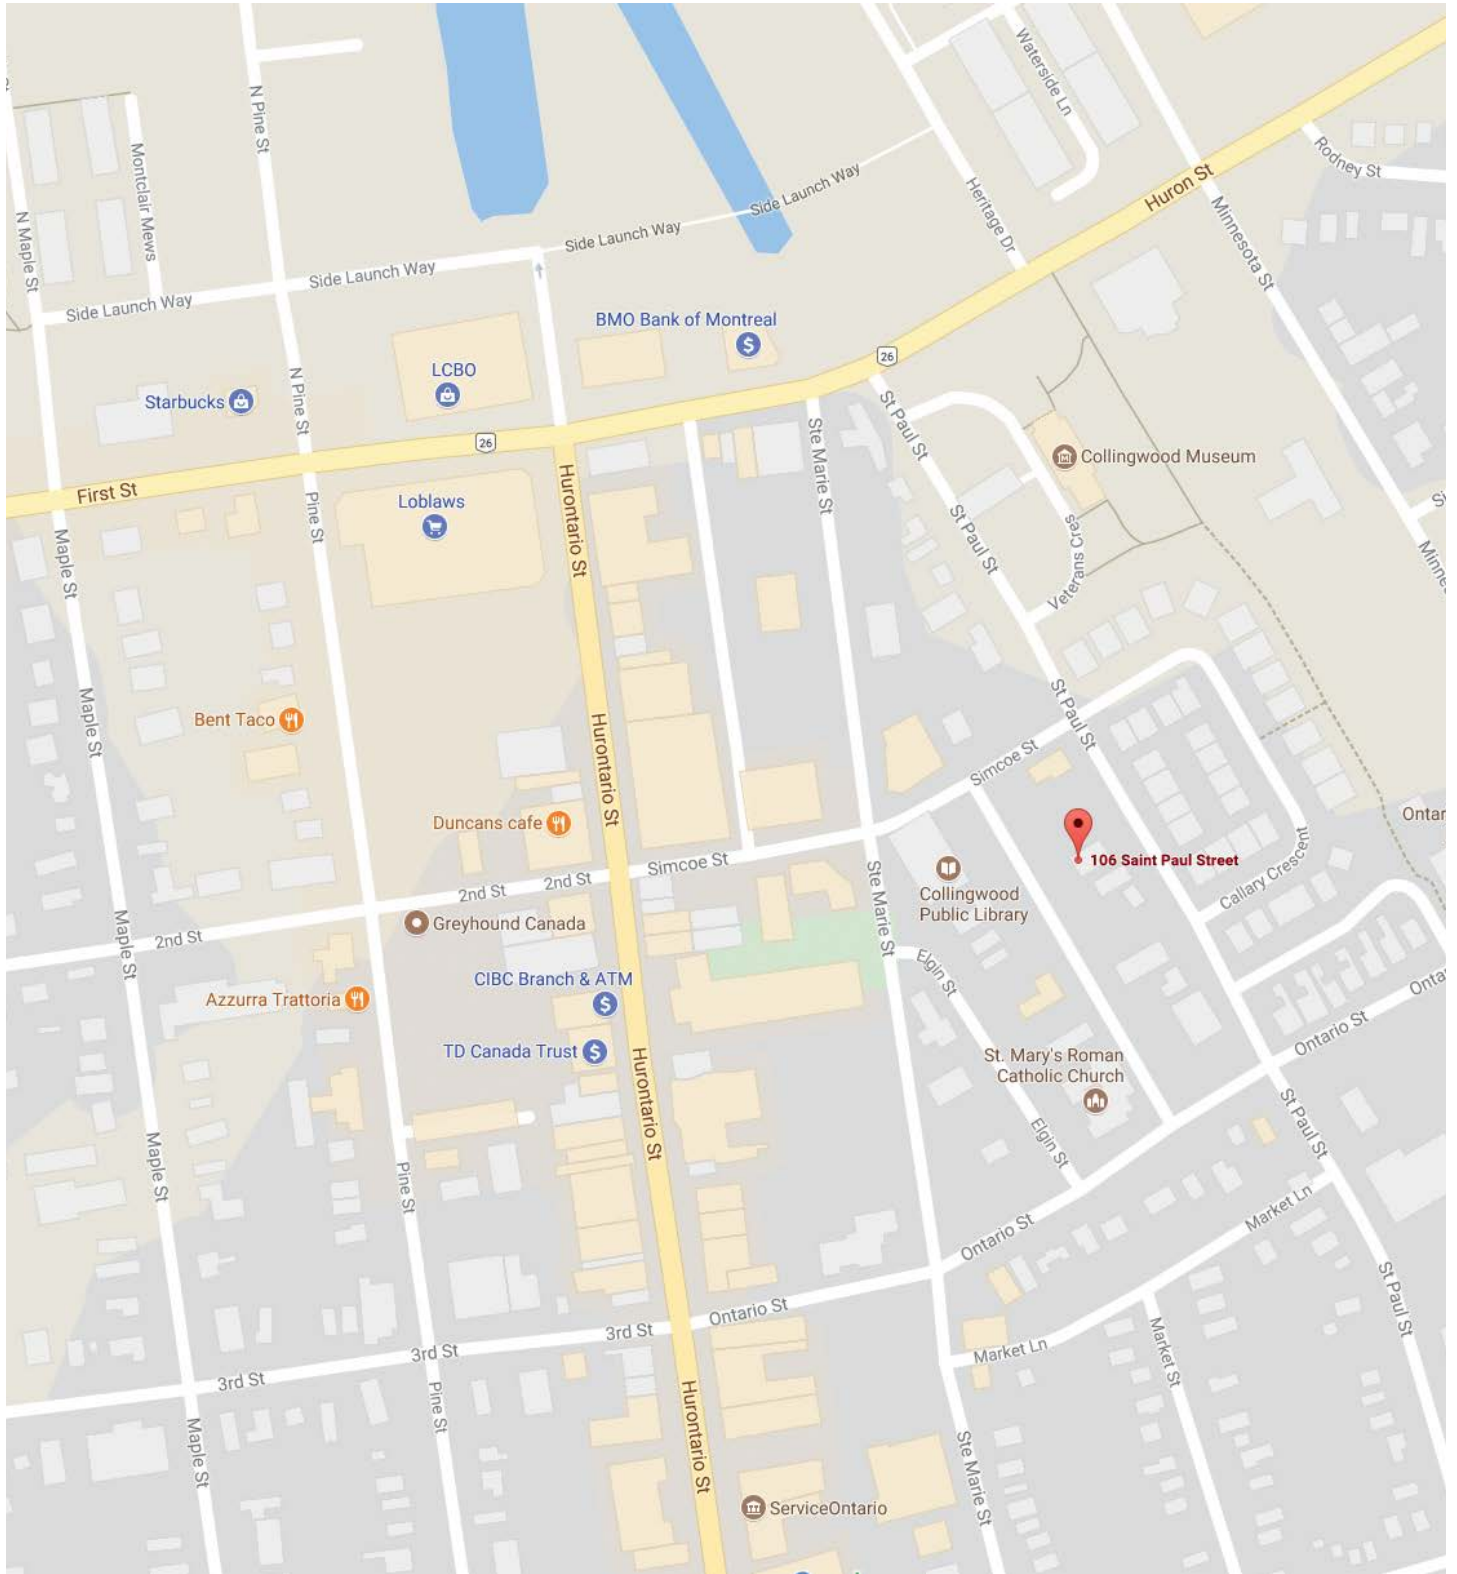 Waterside Ln
N Pine St
Montclair Mews
Rodney St
Huron St
Side Launch Way
Heritage Dr
Minnesota St
N Maple St
Side Launch Way
Side Launch Way
Side Launch Way
BMO Bank of Montreal
26
LCBO
N Pine St
Starbucks
St Paul St
26
Ste Marie St
Collingwood Museum
First St
Loblaws
Hurontario St
Pine St
St Paul St
Veterans Cres
Maple St
Minne
Maple St
Bent Taco
St Paul St
Hurontario St
Simcoe St
Duncans cafe
Ontar
106 Saint Paul Street
Simcoe St
2nd St
2nd St
Callary Crescent
Collingwood
Public Library
Ste Marie St
Greyhound Canada
2nd St
Maple St
Elgin St
CIBC Branch & ATM
Onta
Azzurra Trattoria
Ontario St
TD Canada Trust
St. Mary's Roman
Catholic Church
Hurontario St
St Paul St
Elgin St
Maple St
Pine St
Market Ln
Ontario St
St Paul St
Ontario St
3rd St
3rd St
Market Ln
Market St
3rd St
Pine St
Hurontario St
Maple St
Ste Marie St
ServiceOntario